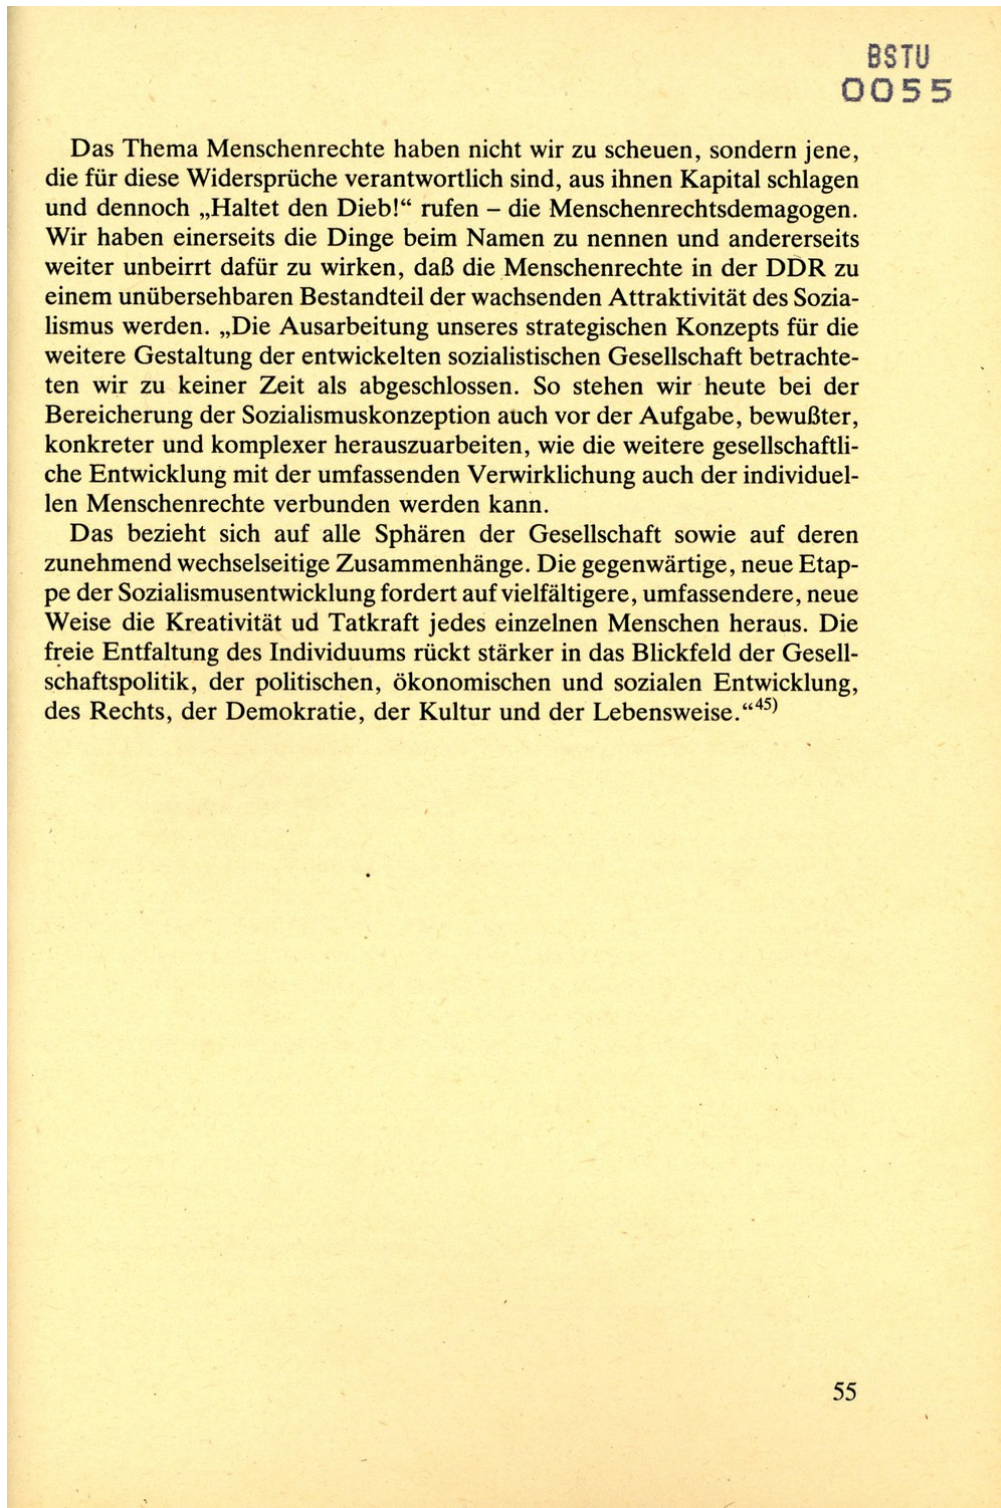 BSTU
0055
Das Thema Menschenrechte haben nicht wir zu scheuen, sondern jene,
die für diese Widersprüche verantwortlich sind, aus ihnen Kapital schlagen
und dennoch „Haltet den Dieb!“ rufen – die Menschenrechtsdemagogen.
Wir haben einerseits die Dinge beim Namen zu nennen und andererseits
weiter unbeirrt dafür zu wirken, daß die Menschenrechte in der DDR zu
einem unübersehbaren Bestandteil der wachsenden Attraktivität des Sozia-
lismus werden. „Die Ausarbeitung unseres strategischen Konzepts für die
weitere Gestaltung der entwickelten sozialistischen Gesellschaft betrachte-
ten wir zu keiner Zeit als abgeschlossen. So stehen wir heute bei der
Bereicherung der Sozialismuskonzeption auch vor der Aufgabe, bewußter,
konkreter und komplexer herauszuarbeiten, wie die weitere gesellschaftli-
che Entwicklung mit der umfassenden Verwirklichung auch der individuel-
len Menschenrechte verbunden werden kann.
Das bezieht sich auf alle Sphären der Gesellschaft sowie auf deren
zunehmend wechselseitige Zusammenhänge. Die gegenwärtige, neue Etap-
pe der Sozialismusentwicklung fordert auf vielfältigere, umfassendere, neue
Weise die Kreativität ud Tatkraft jedes einzelnen Menschen heraus. Die
freie Entfaltung des Individuums rückt stärker in das Blickfeld der Gesell-
schaftspolitik, der politischen, ökonomischen und sozialen Entwicklung,
des Rechts, der Demokratie, der Kultur und der Lebensweise.“45)
55